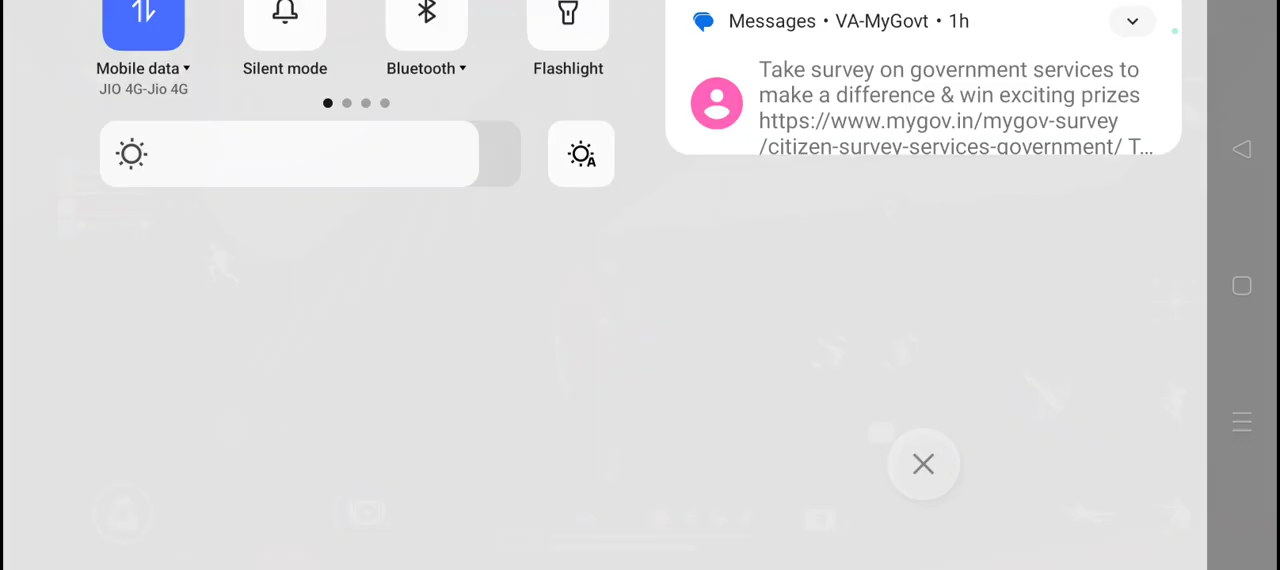 Messages • VA-MyGovt • 1h
Mobile data ▾
Silent mode
Bluetooth ▾
Flashlight
JIO 4G-Jio 4G
Take survey on government services to
make a difference & win exciting prizes
https://www.mygov.in/mygov-survey
/citizen-survey-services-government/ T...
A